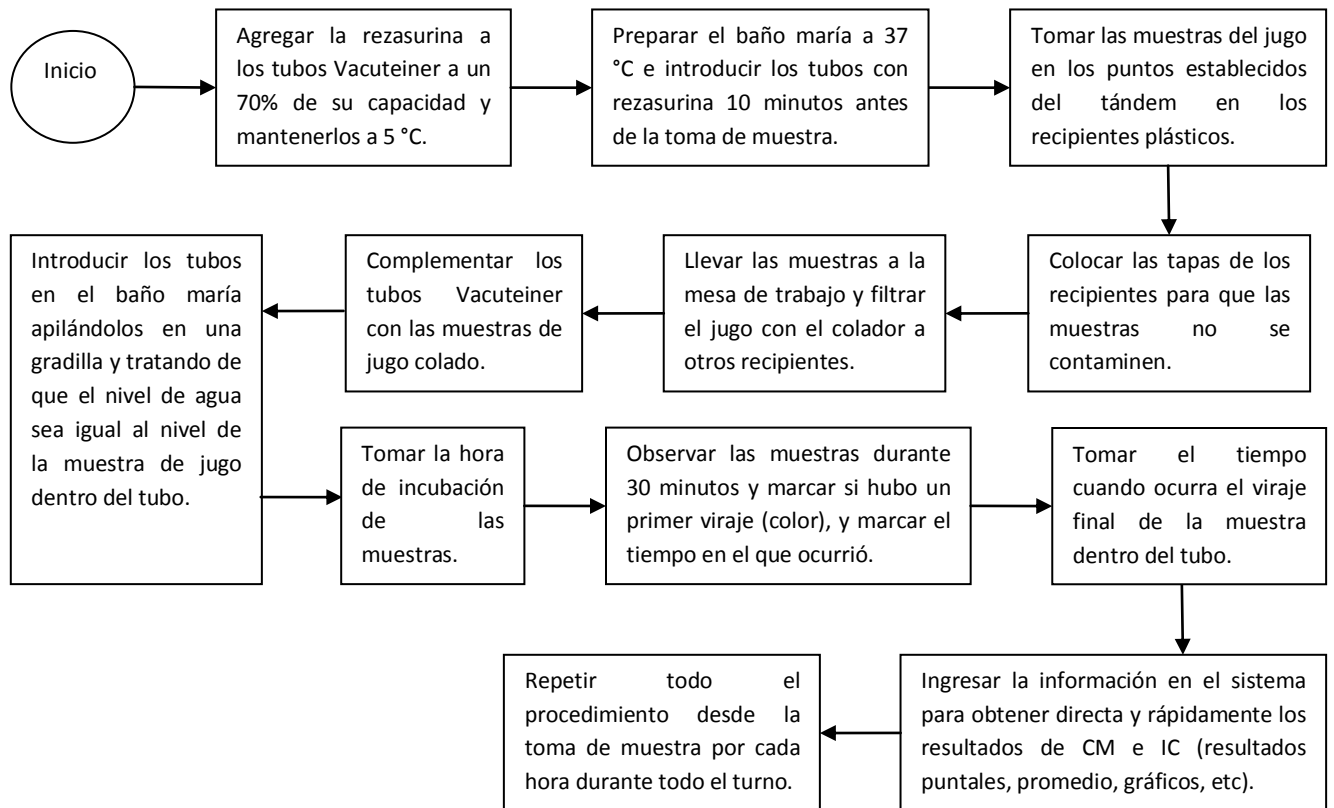 Inicio
Agregar la rezasurina a
los tubos Vacuteiner a un
70% de su capacidad y
mantenerlos a 5 °C.
Preparar el baño maría a 37
°C e introducir los tubos con
rezasurina 10 minutos antes
de la toma de muestra.
Tomar las muestras del jugo
en los puntos establecidos
del tándem en los
recipientes plásticos.
Colocar las tapas de los
recipientes para que las
muestras no se
contaminen.
Llevar las muestras a la
mesa de trabajo y filtrar
el jugo con el colador a
otros recipientes.
Complementar los
tubos Vacuteiner
con las muestras de
jugo colado.
Introducir los tubos
en el baño maría
apilándolos en una
gradilla y tratando de
que el nivel de agua
sea igual al nivel de
la muestra de jugo
dentro del tubo.
Tomar la hora
de incubación
de las
muestras.
Observar las muestras durante
30 minutos y marcar si hubo un
primer viraje (color), y marcar el
tiempo en el que ocurrió.
Tomar el tiempo
cuando ocurra el viraje
final de la muestra
dentro del tubo.
Ingresar la información en el sistema
para obtener directa y rápidamente los
resultados de CM e IC (resultados
puntales, promedio, gráficos, etc).
Repetir todo el
procedimiento desde la
toma de muestra por cada
hora durante todo el turno.